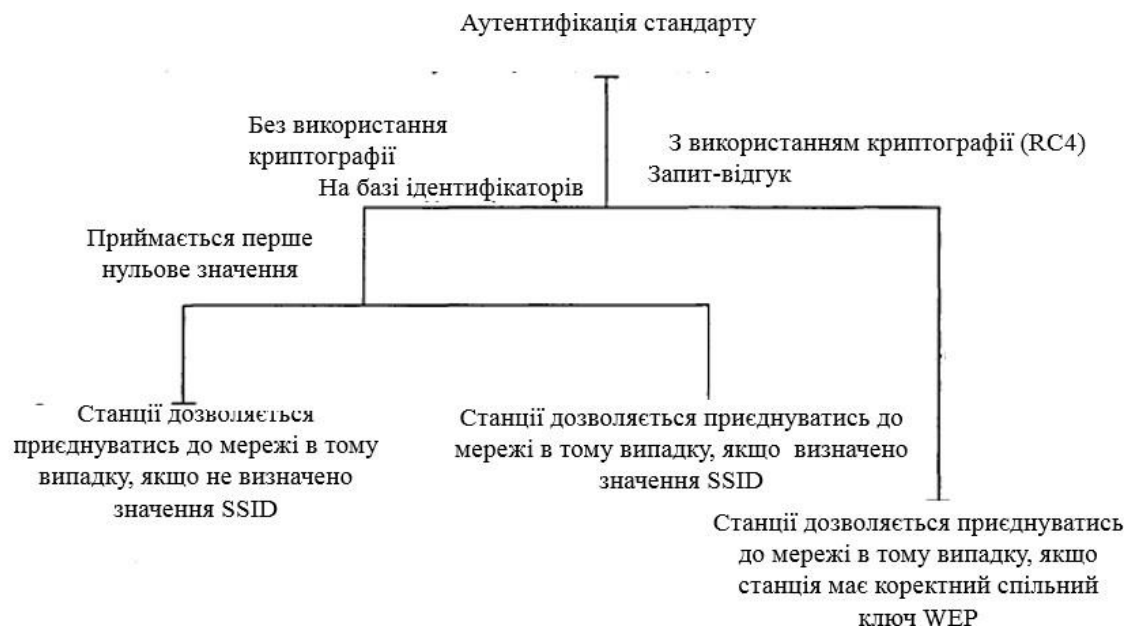 Аутентифікація стандарту
Без використання
криптографії
На базі ідентифікаторів
З використанням криптографії (RC4)
Запит-відгук
Приймається перше
нульове значення
Станції дозволяється
приєднуватись до мережі в тому
випадку, якщо не визначено
значення SSID
Станції дозволяється приєднуватись до
мережі в тому випадку, якщо визначено
значення SSID
Станції дозволяється приєднуватись
до мережі в тому випадку, якщо
станція має коректний спільний
ключ WEP